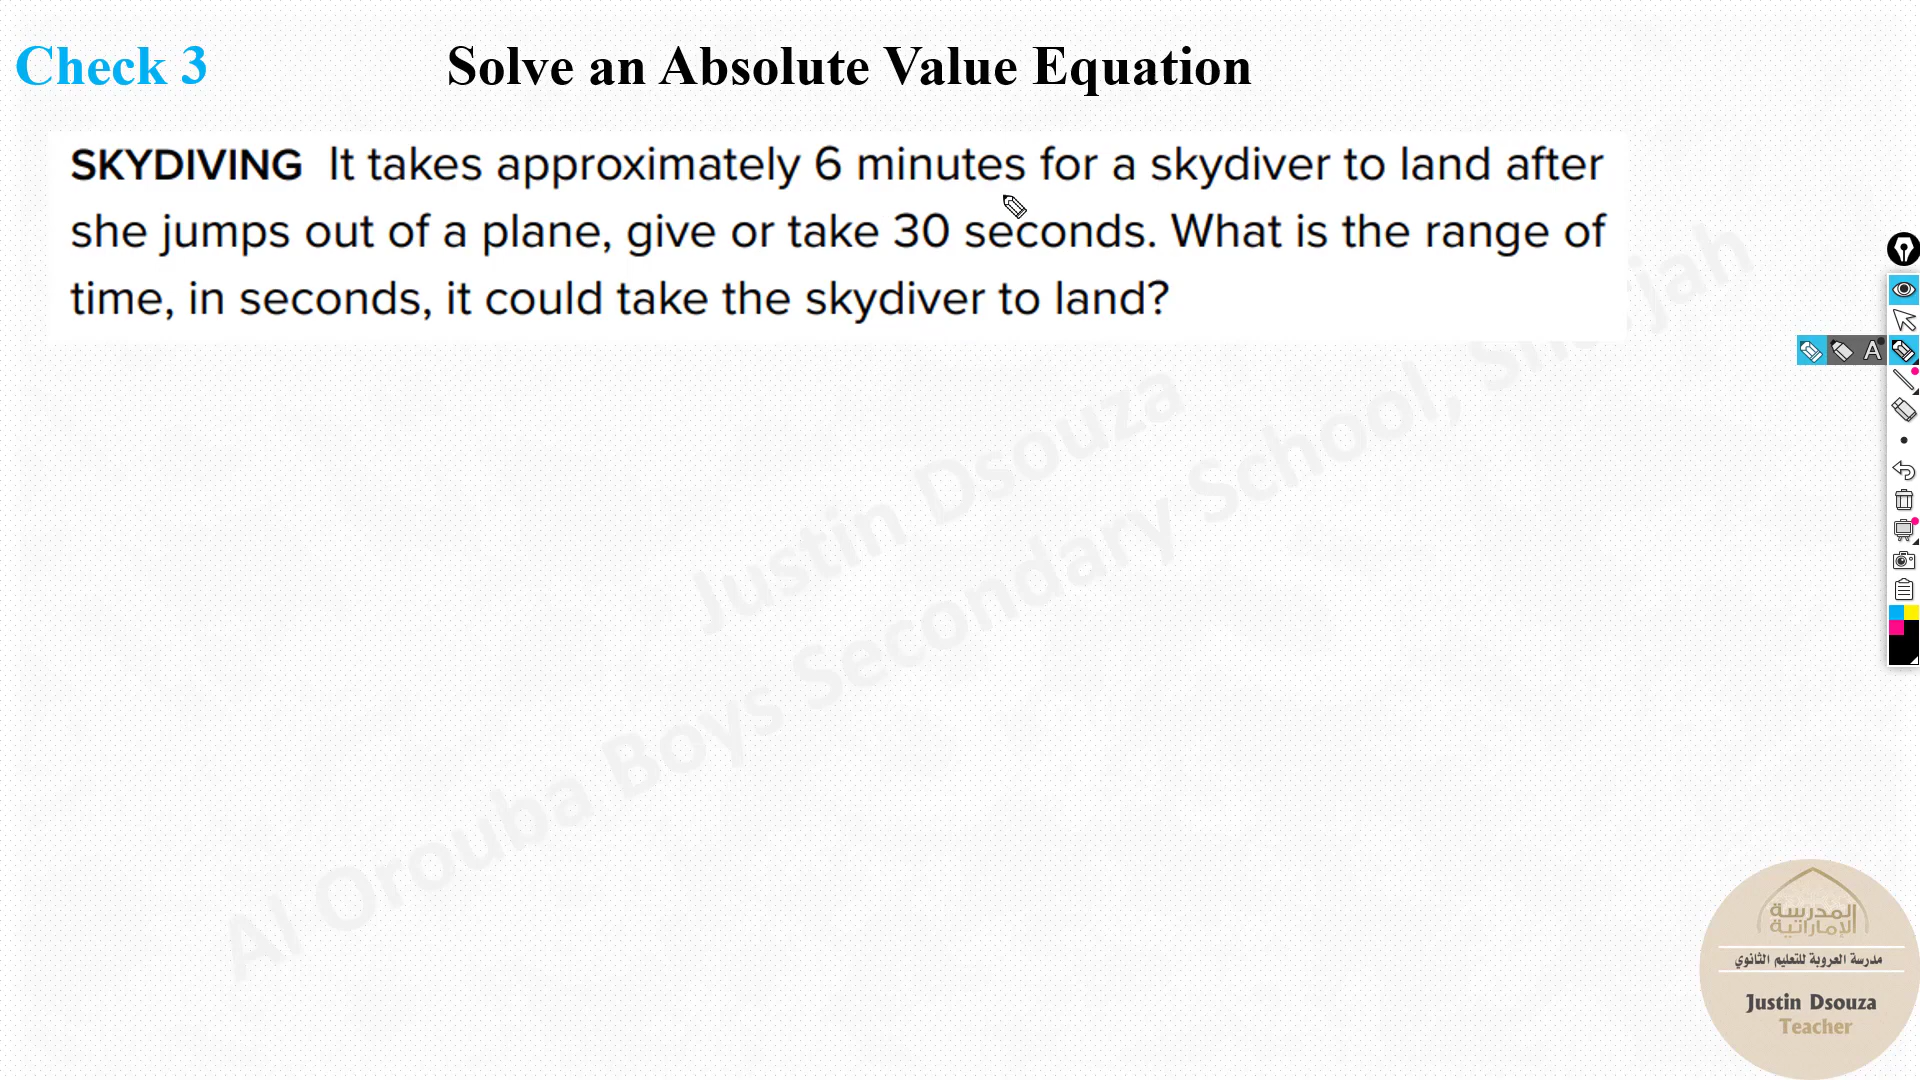 Check 3
Solve an Absolute Value Equation
SKYDIVING It takes approximately 6 minutes for a skydiver to land after
she jumps out of a plane, give or take 30 seconds. What is the range of
time, in seconds, it could take the skydiver to land?
Justin Dsouza
Al Orouba Boys Secondary School, Sharjah
A
المدرسة
الإماراتية
مدرسة العروبة للتعليم الثانوي
Justin Dsouza
Teacher